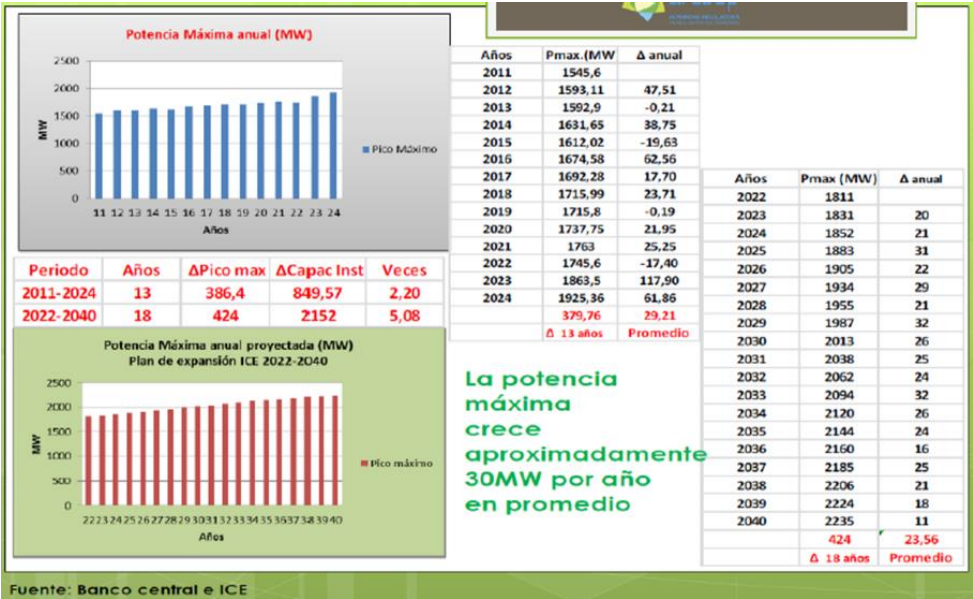 Potencia Máxima anual (MW)
2500
2000
1500
1000
500
0
MW
11 12 13 14 15 16 17 18 19 20 21 22 23 24
Años
Pico Máximo
Periodo Años ΔPico max ΔCapac Inst Veces
2011-2024 13 386,4 849,57 2,20
2022-2040 18 424 2152 5,08
Potencia Máxima anual proyectada (MW)
Plan de expansión ICE 2022-2040
2500
2000
1500
1000
500
0
MW
22 23 24 25 26 27 28 29 30 31 32 33 34 35 36 37 38 39 40
Años
Pico máximo
Años Pmax.(MW Δ anual
2011 1545,6
2012 1593,11 47,51
2013 1592,9 -0,21
2014 1631,65 38,75
2015 1612,02 -19,63
2016 1674,58 62,56
2017 1692,28 17,70
2018 1715,99 23,71
2019 1715,8 -0,19
2020 1737,75 21,95
2021 1763 25,25
2022 1745,6 -17,40
2023 1863,5 117,90
2024 1925,36 61,86
379,76 29,21
Δ 13 años Promedio
La potencia
máxima
crece
aproximadamente
30MW por año
en promedio
Años Pmax (MW) Δ anual
2022 1811
2023 1831 20
2024 1852 21
2025 1883 31
2026 1905 22
2027 1934 29
2028 1955 21
2029 1987 32
2030 2013 26
2031 2038 25
2032 2062 24
2033 2094 32
2034 2120 26
2035 2144 24
2036 2160 16
2037 2185 25
2038 2206 21
2039 2224 18
2040 2235 11
424 23,56
Δ 18 años Promedio
Fuente: Banco central e ICE